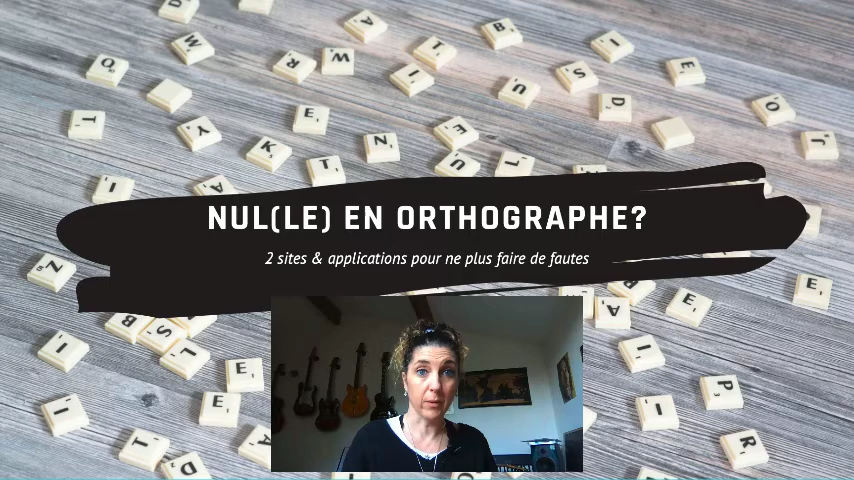 NUL(LE) EN ORTHOGRAPHE?
2 sites & applications pour ne plus faire de fautes